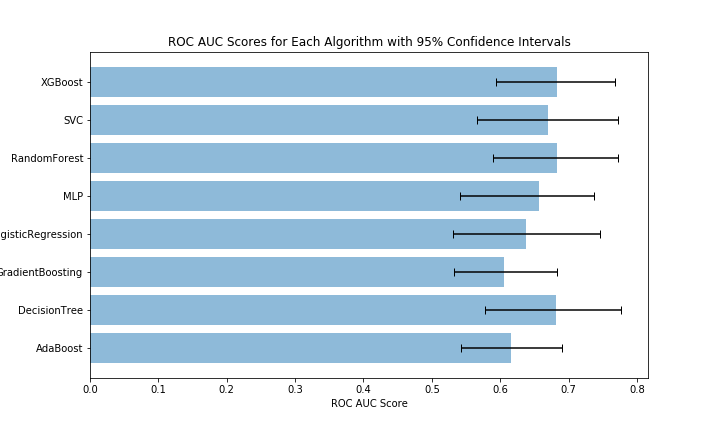 ROC AUC Scores for Each Algorithm with 95% Confidence Intervals
XGBoost
SVC
RandomForest
MLP
gisticRegression
GradientBoosting
DecisionTree
AdaBoost
0.0 0.1 0.2 0.3 0.4 0.5 0.6 0.7 0.8
ROC AUC Score